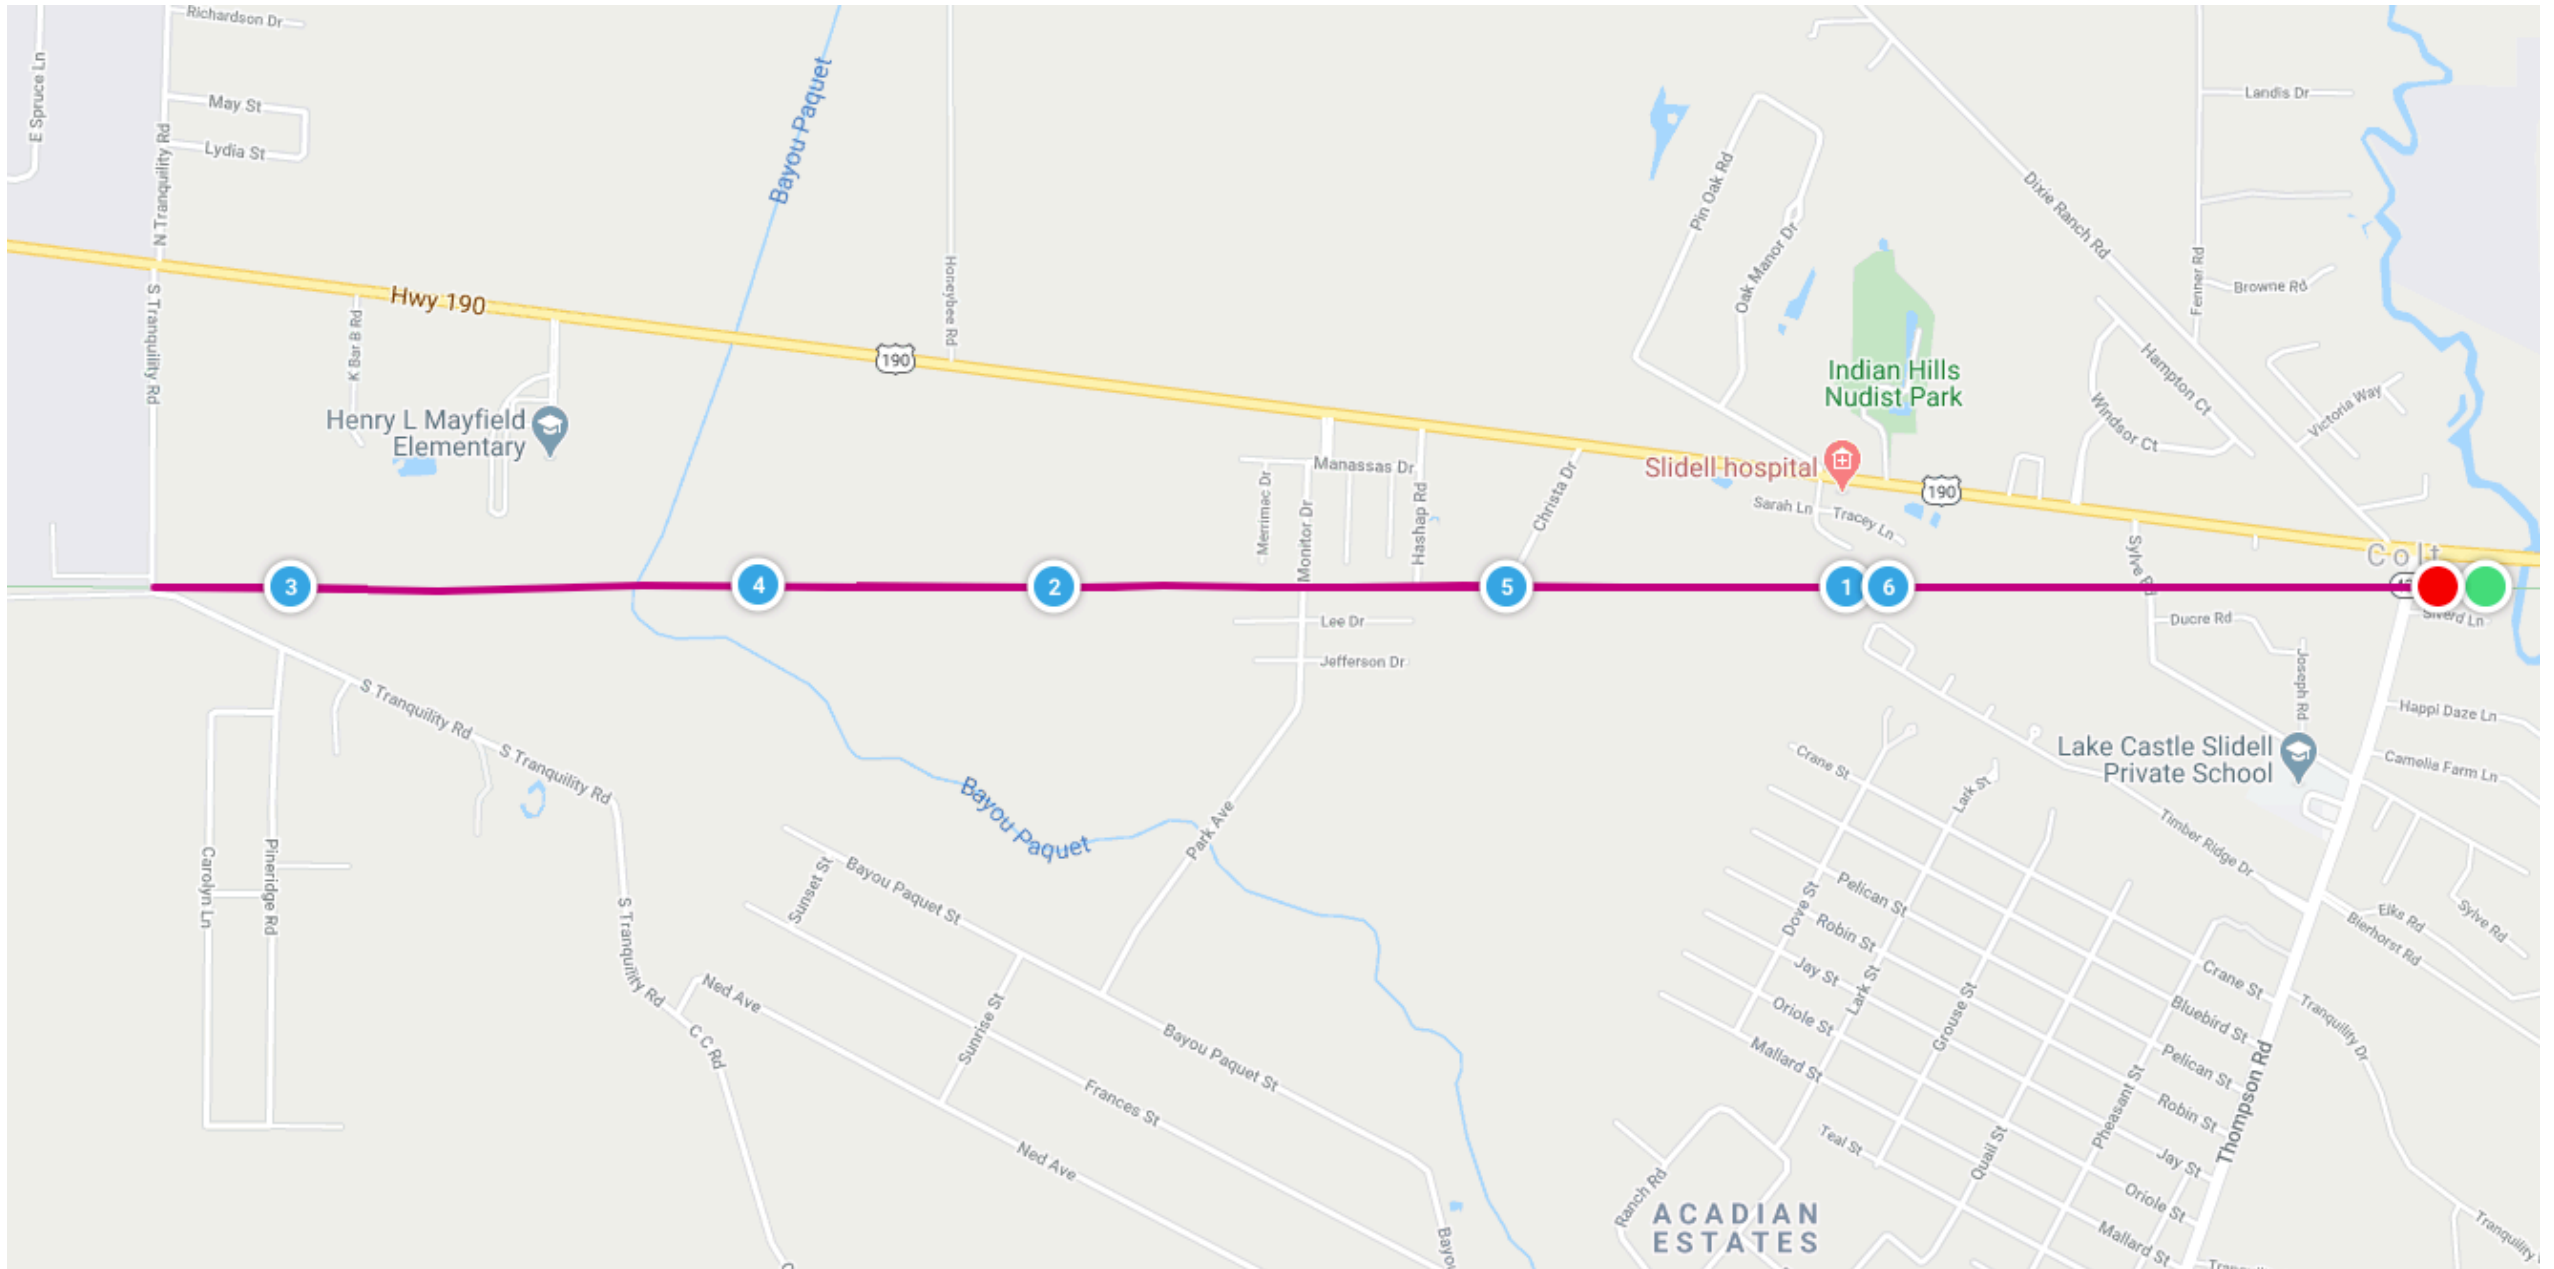 Richardson Dr
E Spruce Ln
May St
Lydia St
N Tranquility Rd
Bayou Paquet
Landis Dr
Pin Oak Rd
Oak Manor Dr
Dixie Ranch Rd
Fenner Rd
Browne Rd
Honeybee Rd
S Tranquility Rd
K Bar B Rd
Hwy 190
190
Henry L Mayfield
Elementary
Indian Hills
Nudist Park
Hampton Ct
Windsor Ct
Victoria Way
Manassas Dr
Merrimac Dr
Monitor Dr
Hashap Rd
Christa Dr
Slidell hospital
190
Sarah Ln
Tracey Ln
Sylve Rd
Colt
3
4
2
5
1
6
Lee Dr
Jefferson Dr
Ducre Rd
Siverd Ln
Joseph Rd
Happi Daze Ln
Camelia Farm Ln
Lake Castle Slidell
Private School
S Tranquility Rd
S Tranquility Rd
Carolyn Ln
Pineridge Rd
S Tranquility Rd
Bayou Paquet
Park Ave
Sunset St
Bayou Paquet St
Crane St
Lark St
Timber Ridge Dr
Dove St
Pelican St
Robin St
Jay St
Lark St
Oriole St
Grouse St
Mallard St
Elks Rd
Sylve Rd
Bierhorst Rd
Crane St
Bluebird St
Pelican St
Robin St
Jay St
Oriole St
Mallard St
Tranquility Dr
Thompson Rd
Pheasant St
Quail St
Teal St
Ranch Rd
ACADIAN
ESTATES
Ned Ave
C C Rd
Sunrise St
Bayou Paquet St
Frances St
Ned Ave
Bayou
Tranquility